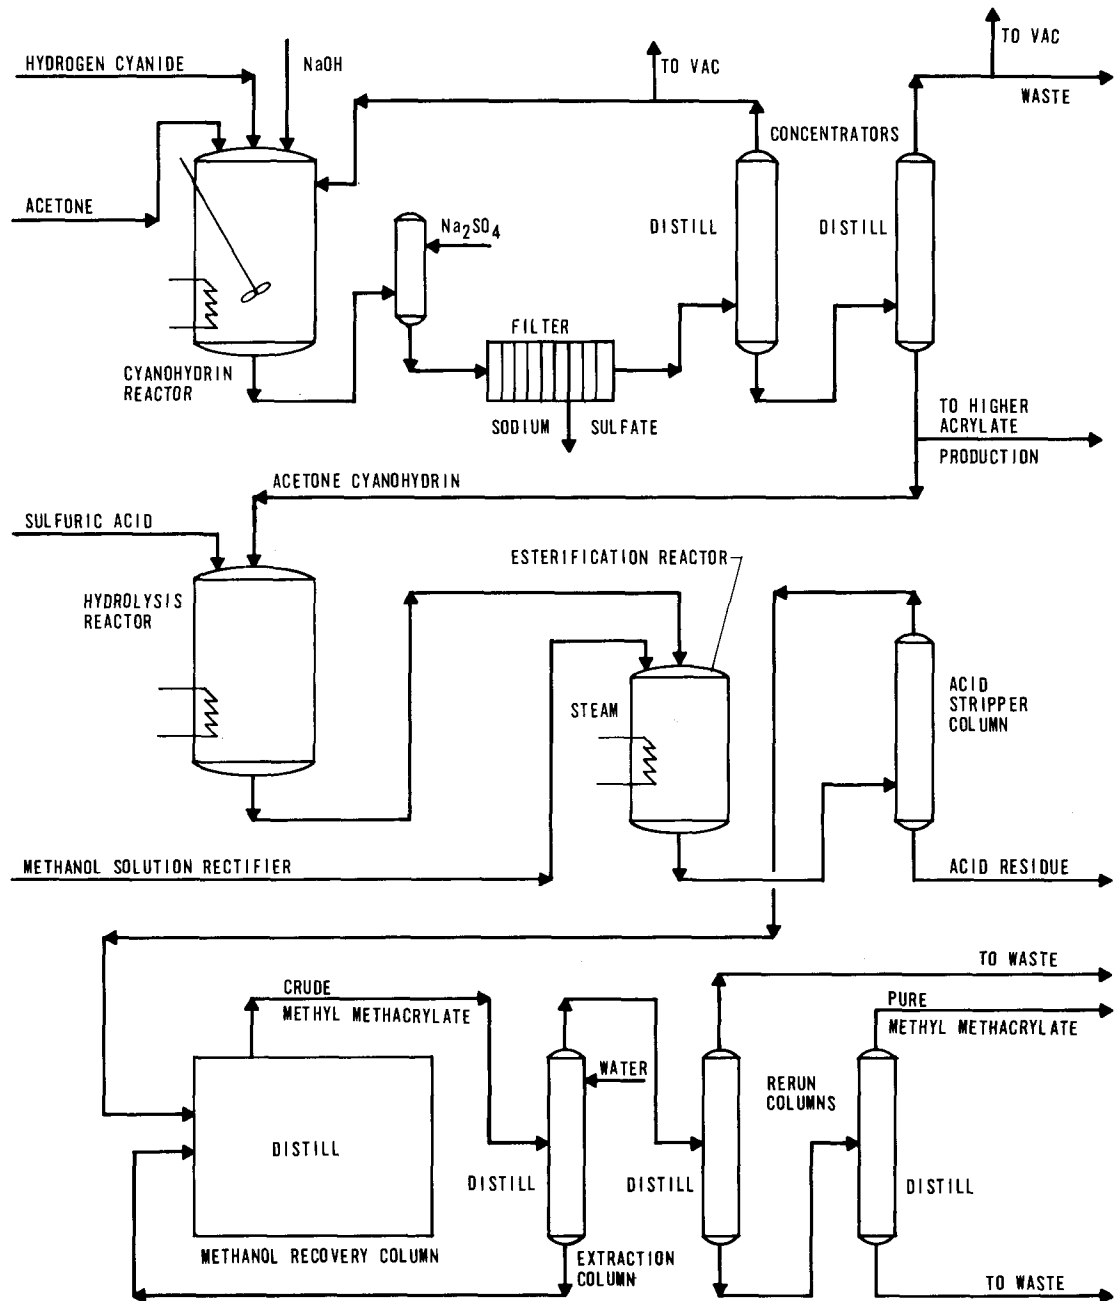 TO VAC
HYDROGEN CYANIDE
NaOH
TO VAC
WASTE
CONCENTRATORS
ACETONE
DISTILL
DISTILL
Na2SO4
FILTER
CYANOHYDRIN
REACTOR
SODIUM
SULFATE
TO HIGHER
ACRYLATE
PRODUCTION
ACETONE CYANOHYDRIN
SULFURIC ACID
ESTERIFICATION REACTOR
HYDROLYSIS
REACTOR
STEAM
ACID
STRIPPER
COLUMN
METHANOL SOLUTION RECTIFIER
ACID RESIDUE
TO WASTE
CRUDE
METHYL METHACRYLATE
PURE
METHYL METHACRYLATE
WATER
RERUN
COLUMNS
DISTILL
DISTILL
DISTILL
DISTILL
METHANOL RECOVERY COLUMN
EXTRACTION
COLUMN
TO WASTE